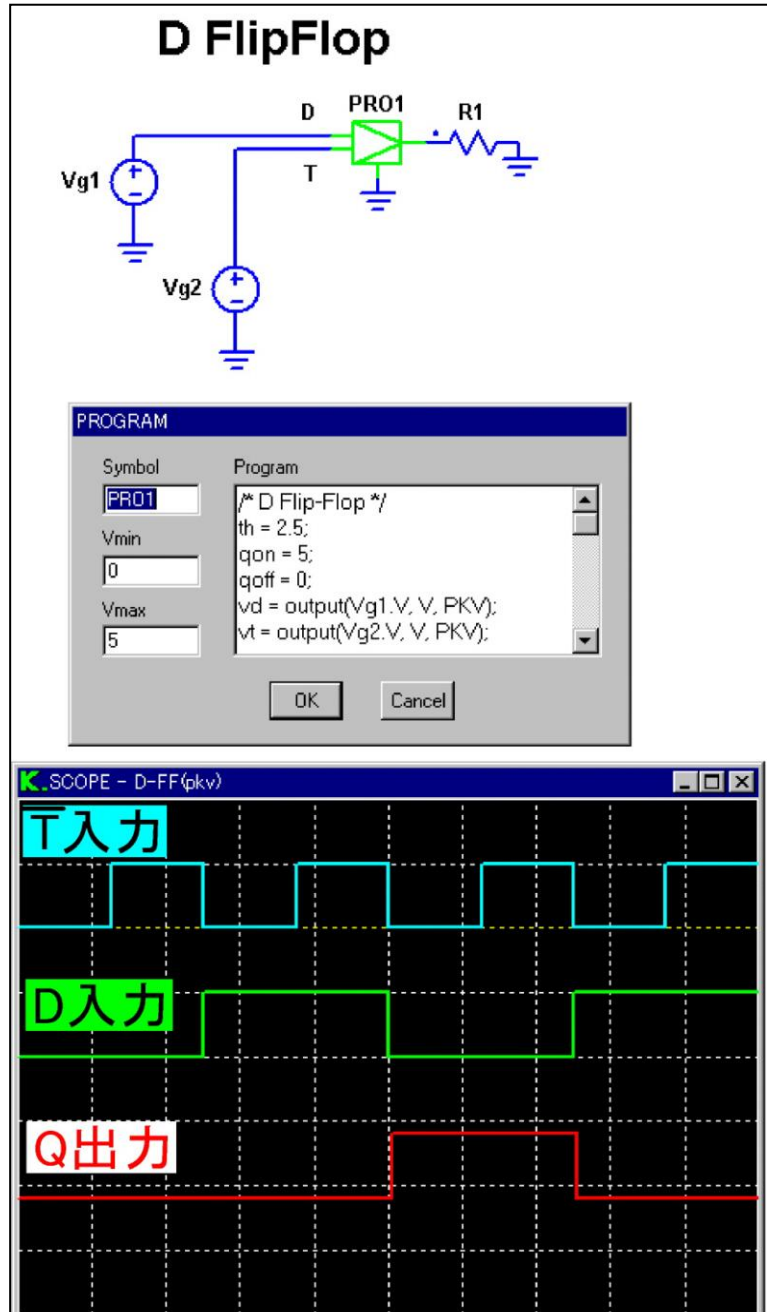 D FlipFlop
D PRO1 R1
Vg1
T
Vg2
PROGRAM
Symbol
PRO1
Vmin
0
Vmax
5
Program
/* D Flip-Flop */
th = 2.5;
qon = 5;
qoff = 0;
vd = output(Vg1.V, V, PKV);
vt = output(Vg2.V, V, PKV);
OK Cancel
K.SCOPE - D-FF(pkv)
T̅入力
D入力
Q出力